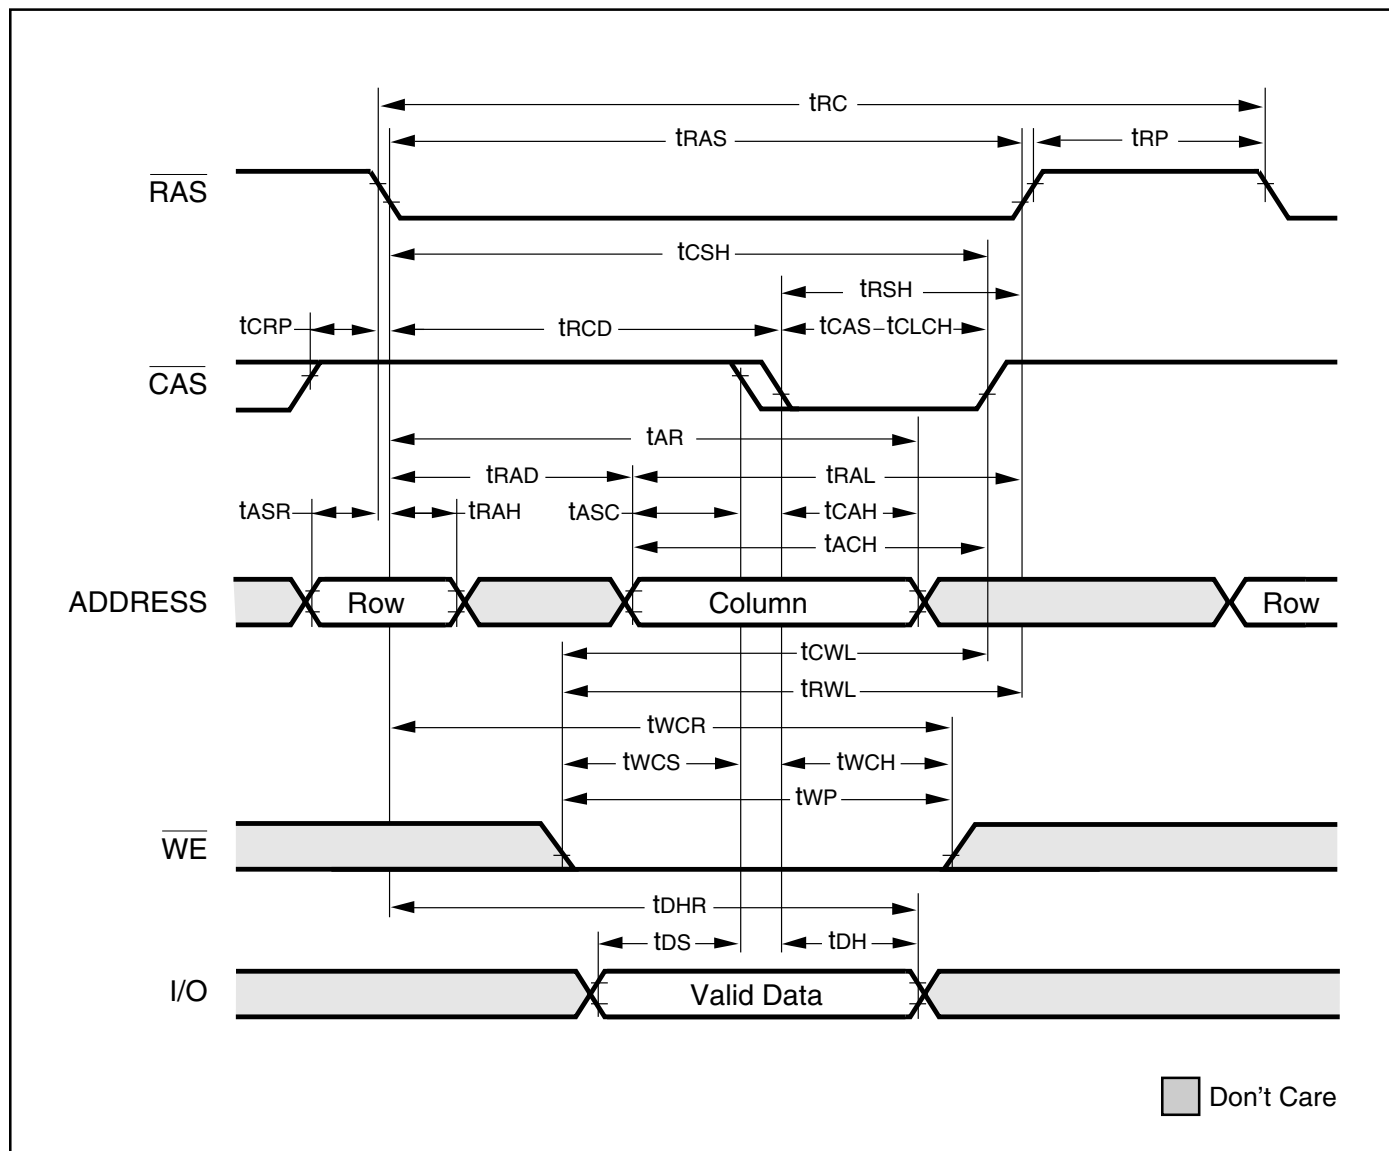 tRC
tRAS
tRP
RAS
tCSH
tRSH
tCRP
tRCD
tCAS tCLCH
CAS
tAR
tRAD
tRAL
tASR
tRAH
tASC
tCAH
tACH
ADDRESS
Row
Column
Row
tCWL
tRWL
tWCR
tWCS
tWCH
tWP
WE
tDHR
tDS
tDH
I/O
Valid Data
Don't Care